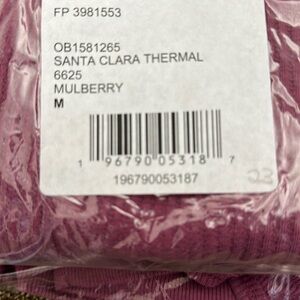 FP 3981553
OB1581265
SANTA CLARA THERMAL
6625
MULBERRY
M
1 96790 05318 7
196790053187